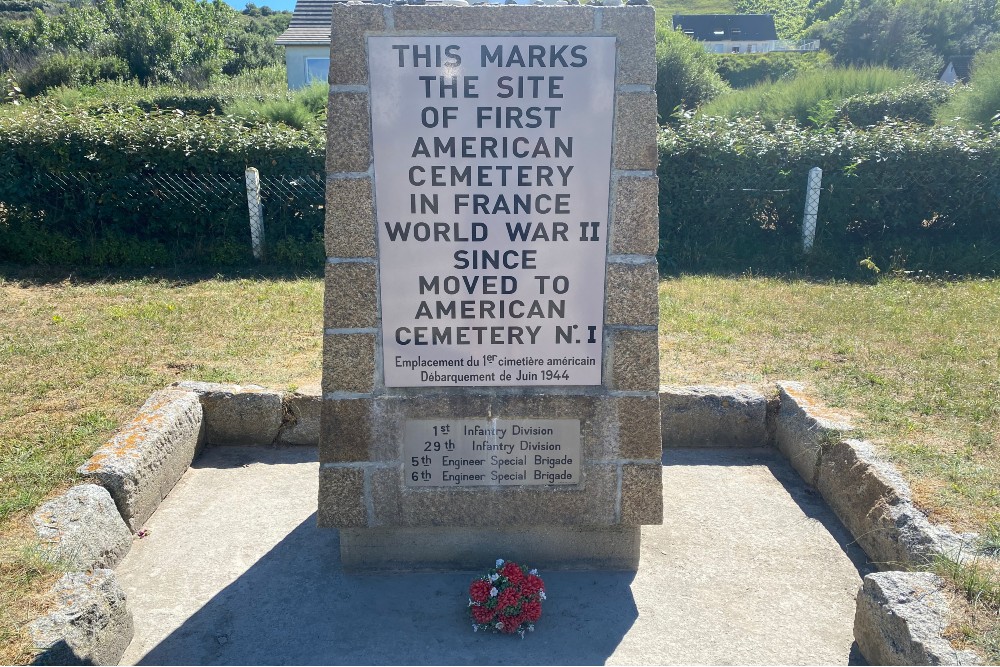 THIS MARKS
THE SITE
OF FIRST
AMERICAN
CEMETERY
IN FRANCE
WORLD WAR II
SINCE
MOVED TO
AMERICAN
CEMETERY N° I
Emplacement du 1er cimetière américain
Débarquement de Juin 1944
1st Infantry Division
29th Infantry Division
5th Engineer Special Brigade
6th Engineer Special Brigade